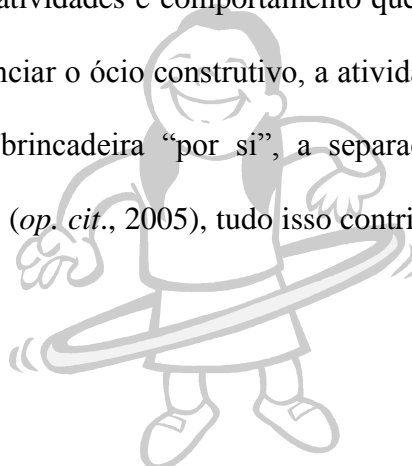 atividades e comportamento que
nciar o ócio construtivo, a ativida
brincadeira “por si”, a separaç
(op. cit., 2005), tudo isso contri